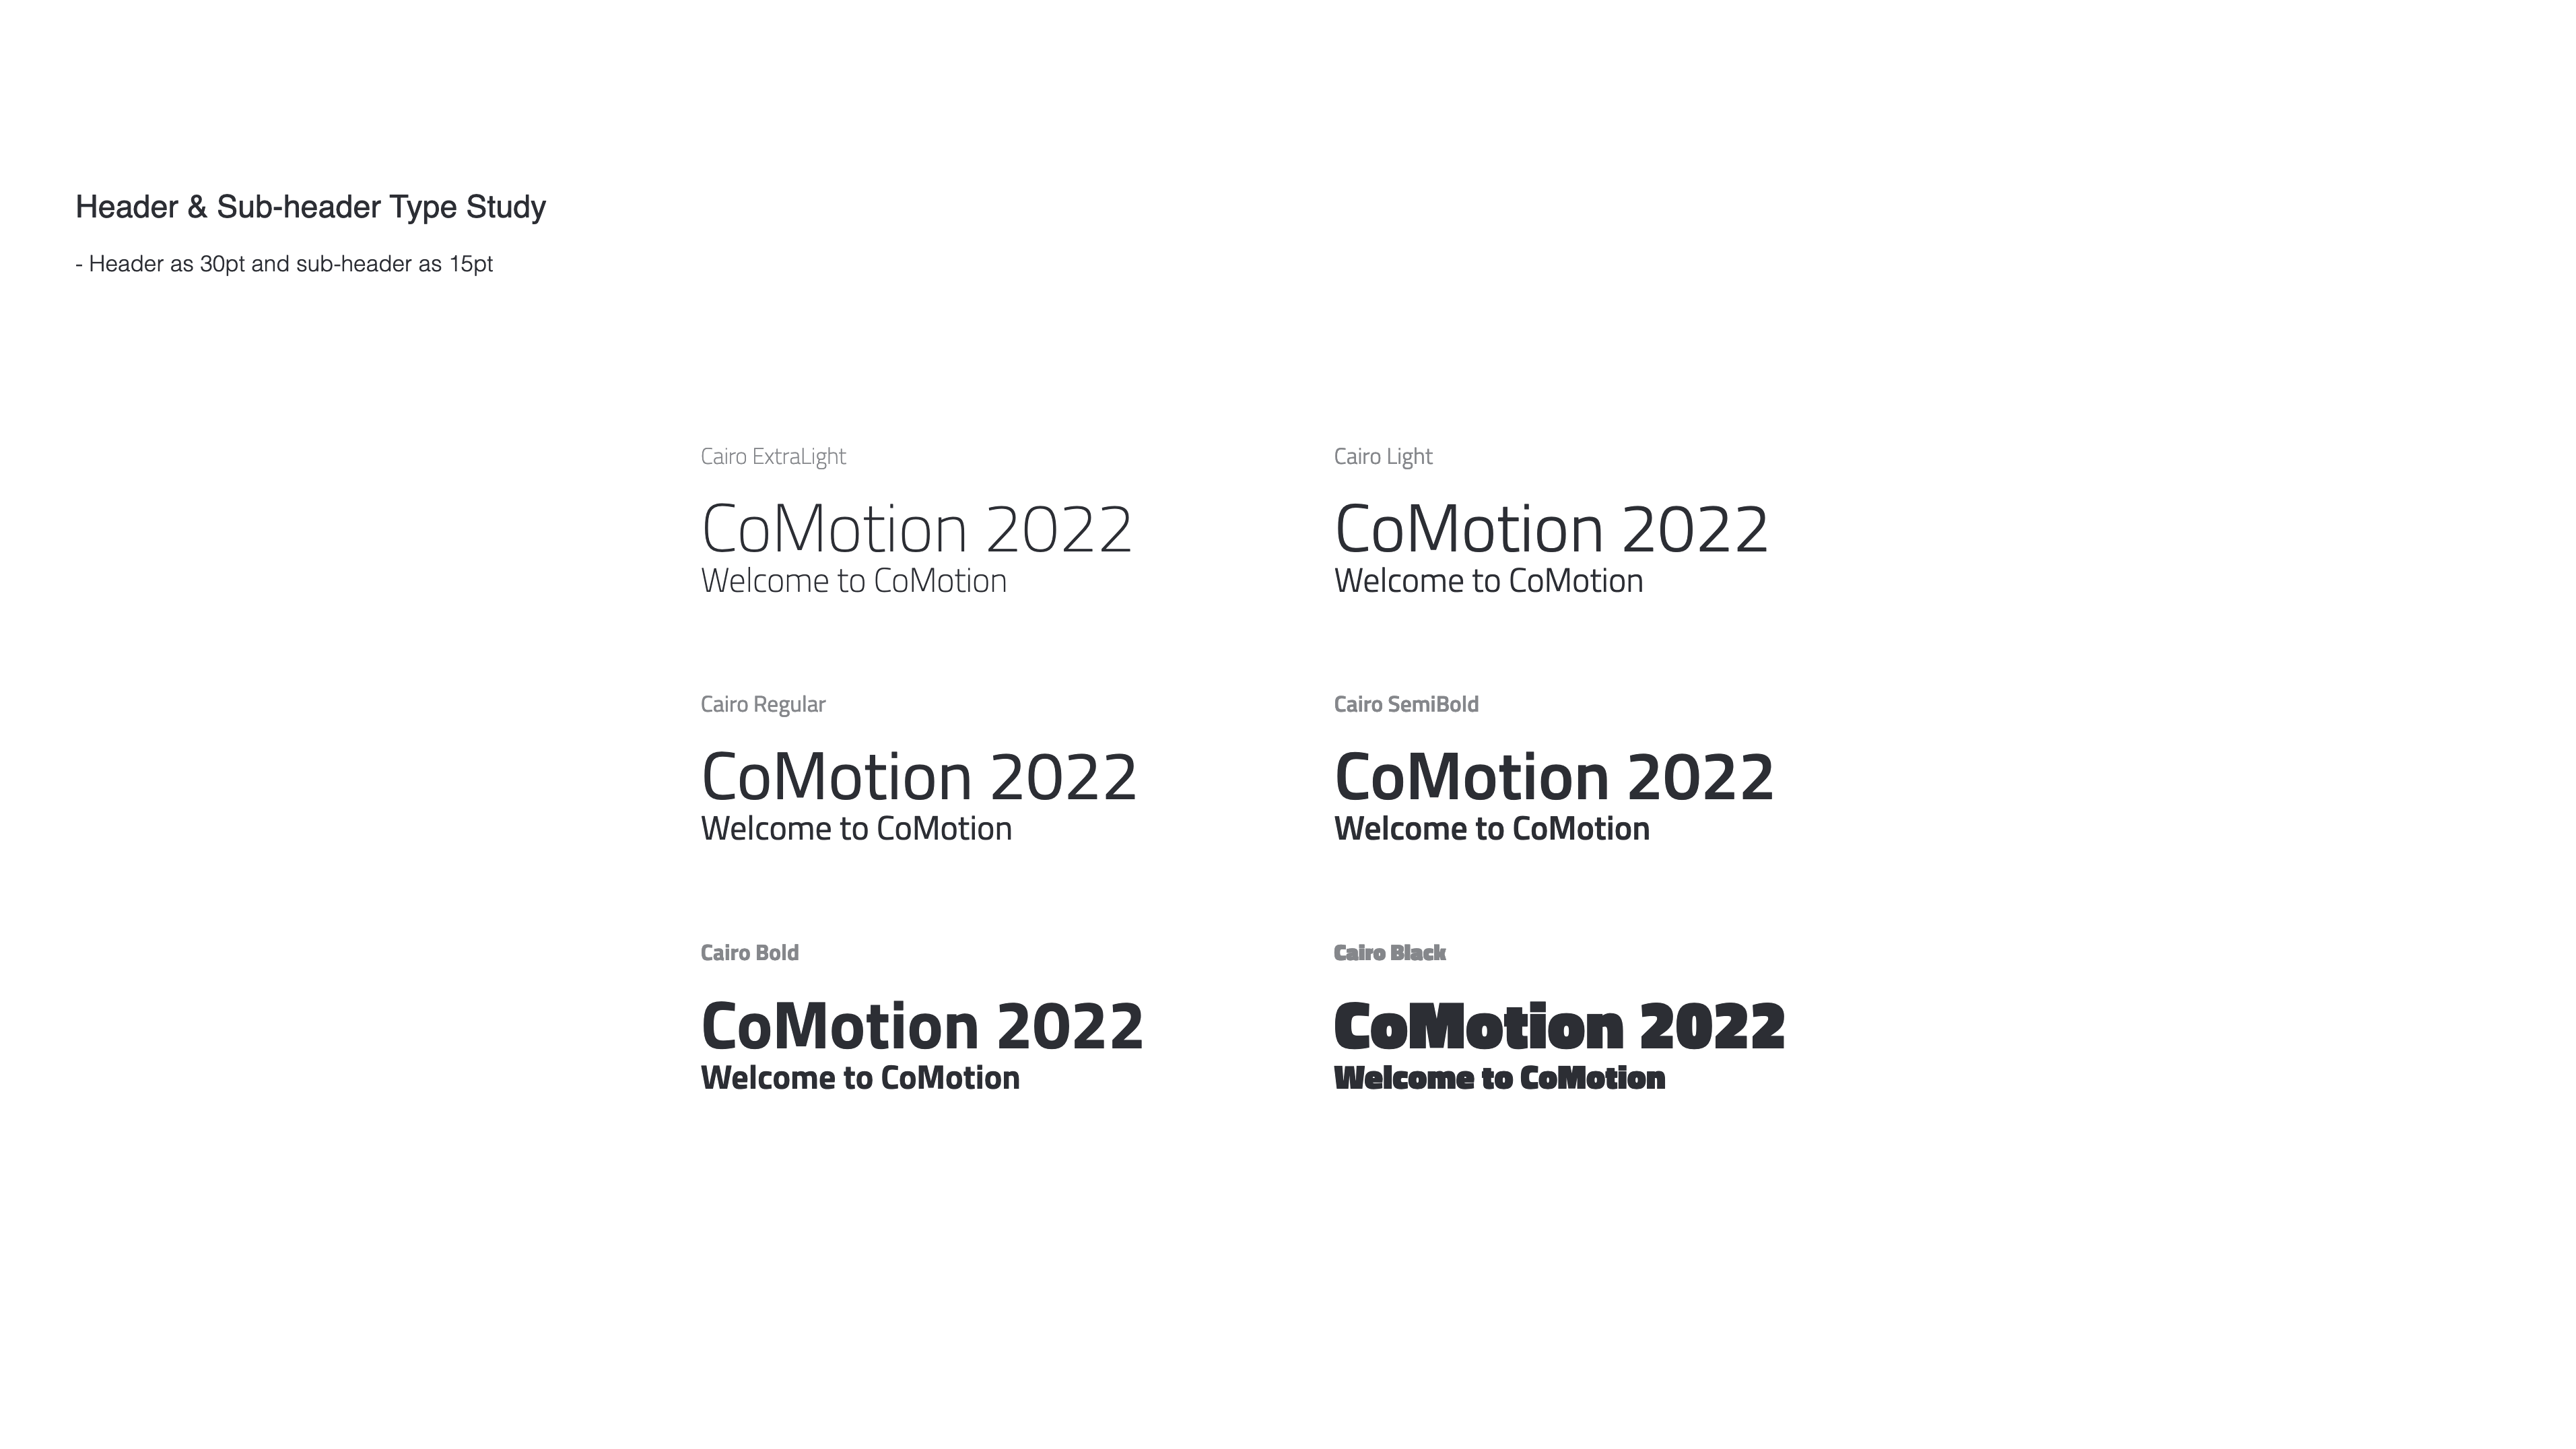 Header & Sub-header Type Study
- Header as 30pt and sub-header as 15pt
Cairo ExtraLight
CoMotion 2022
Welcome to CoMotion
Cairo Light
CoMotion 2022
Welcome to CoMotion
Cairo Regular
CoMotion 2022
Welcome to CoMotion
Cairo SemiBold
CoMotion 2022
Welcome to CoMotion
Cairo Bold
CoMotion 2022
Welcome to CoMotion
Cairo Black
CoMotion 2022
Welcome to CoMotion